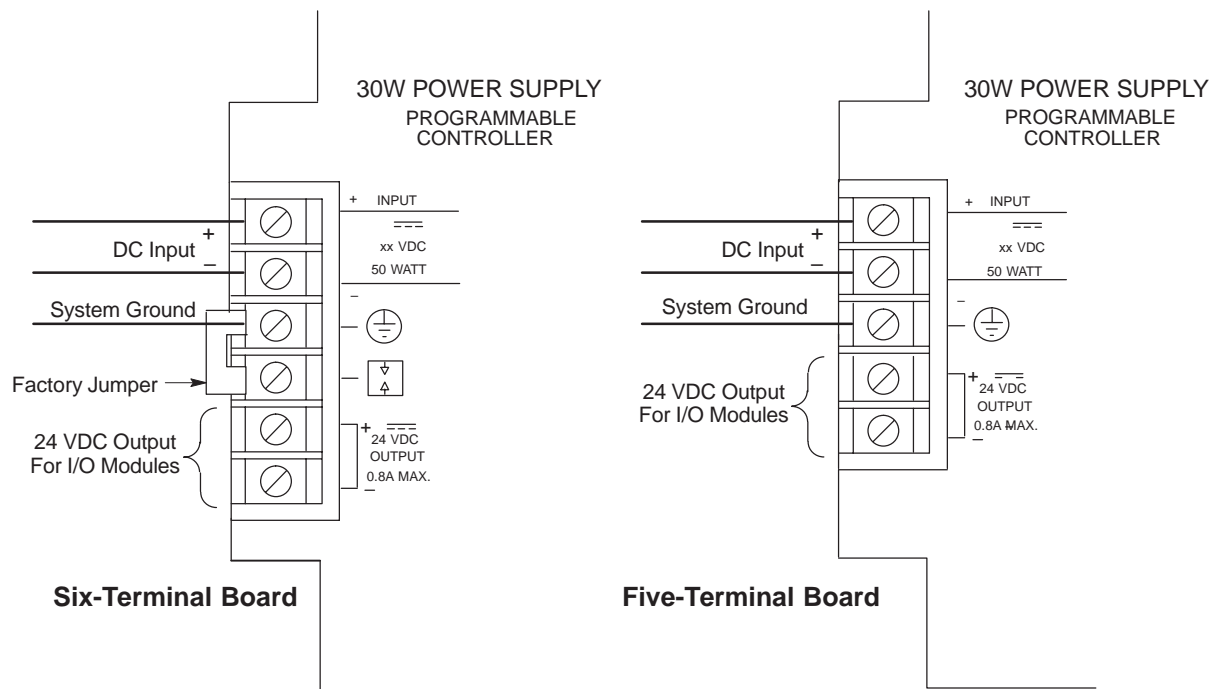 30W POWER SUPPLY
PROGRAMMABLE
CONTROLLER
+ INPUT
xx VDC
50 WATT
–
+
DC Input
–
System Ground
Factory Jumper
24 VDC Output
For I/O Modules
+
24 VDC
OUTPUT
0.8A MAX.
–
Six-Terminal Board
30W POWER SUPPLY
PROGRAMMABLE
CONTROLLER
+ INPUT
xx VDC
50 WATT
–
+
DC Input
–
System Ground
24 VDC Output
For I/O Modules
+
24 VDC
OUTPUT
0.8A MAX.
–
Five-Terminal Board